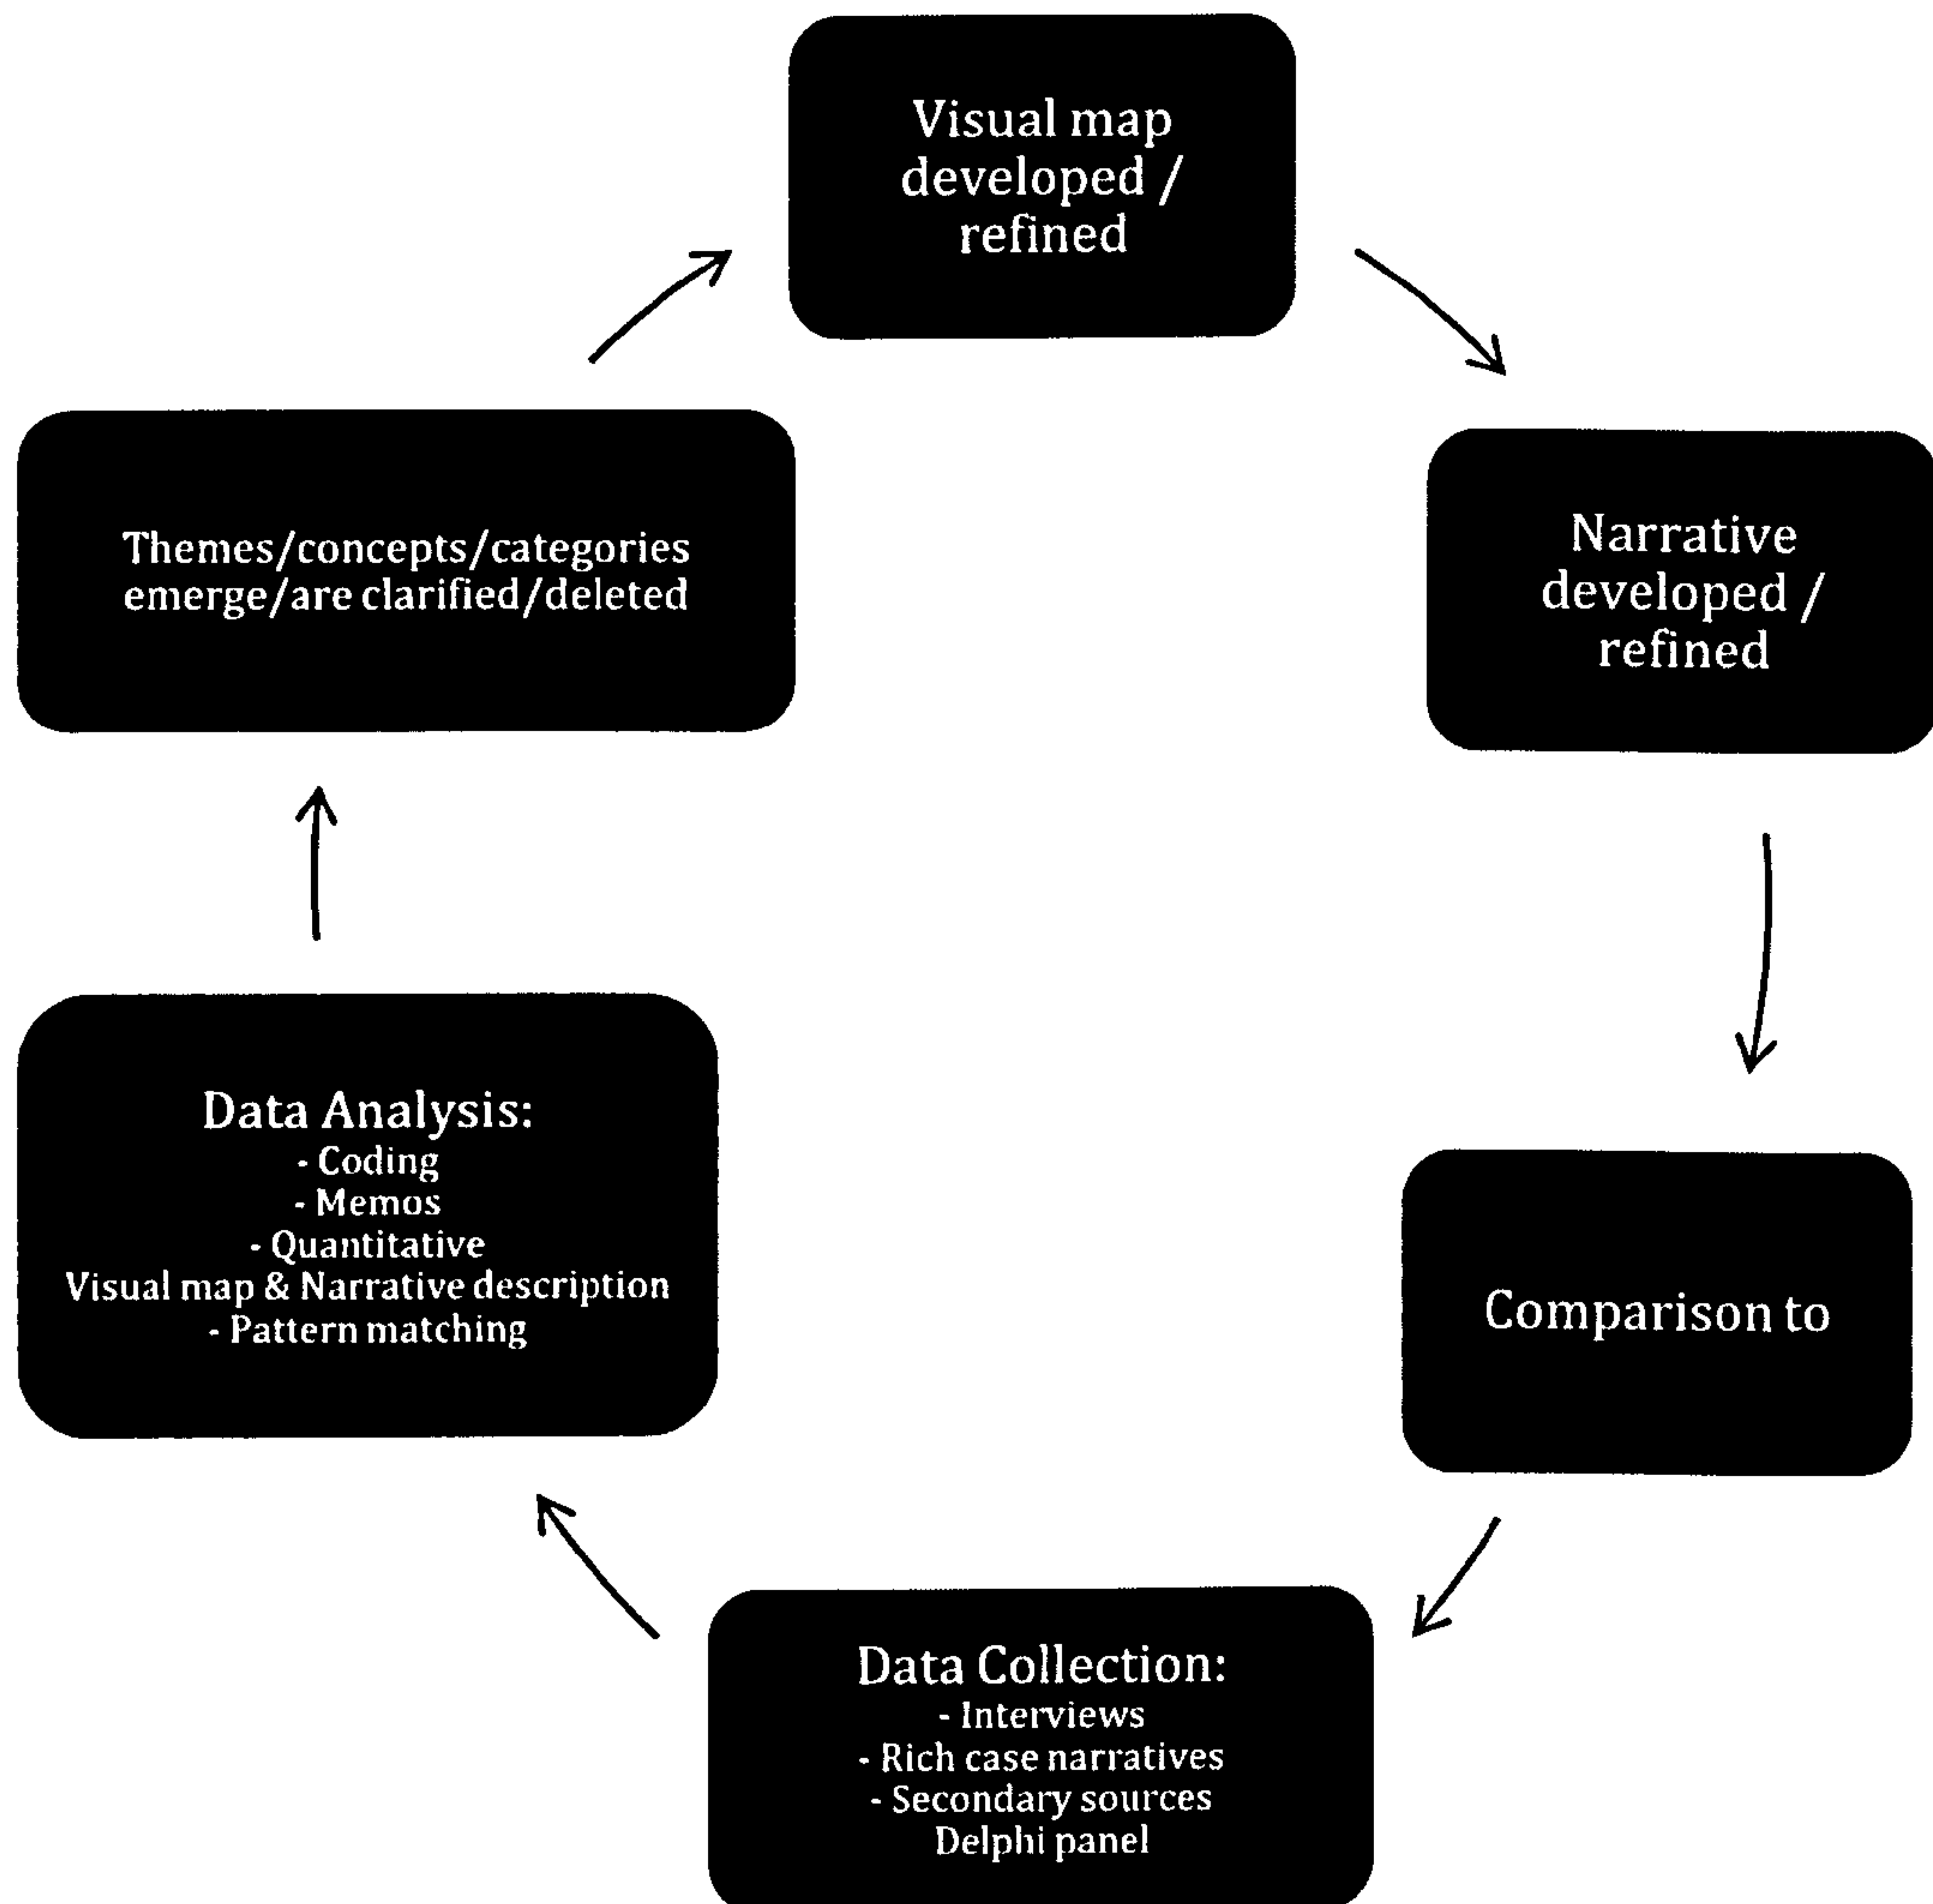 Visual map
developed /
refined
Themes/concepts/categories
emerge/are clarified/deleted
Narrative
developed /
refined
Data Analysis:
- Coding
- Memos
- Quantitative
Visual map & Narrative description
- Pattern matching
Comparison to
Data Collection:
- Interviews
- Rich case narratives
- Secondary sources
Delphi panel